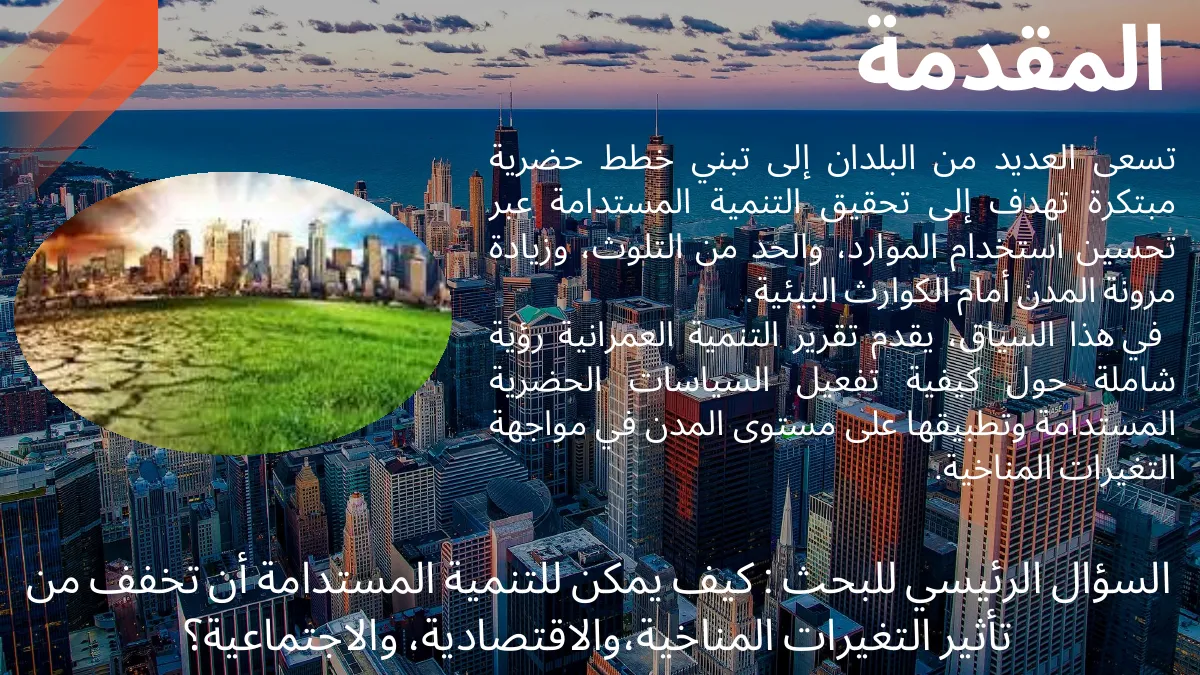 المقدمة
تسعى العديد من البلدان إلى تبني خطط حضرية
مبتكرة تهدف إلى تحقيق التنمية المستدامة عبر
تحسين استخدام الموارد، والحد من التلوث، وزيادة
مرونة المدن أمام الكوارث البيئية.
في هذا السياق، يقدم تقرير التنمية العمرانية رؤية
شاملة حول كيفية تفعيل السياسات الحضرية
المستدامة وتطبيقها على مستوى المدن في مواجهة
التغيرات المناخية
السؤال الرئيسي للبحث : كيف يمكن للتنمية المستدامة أن تخفف من
تأثير التغيرات المناخية،والاقتصادية، والاجتماعية؟